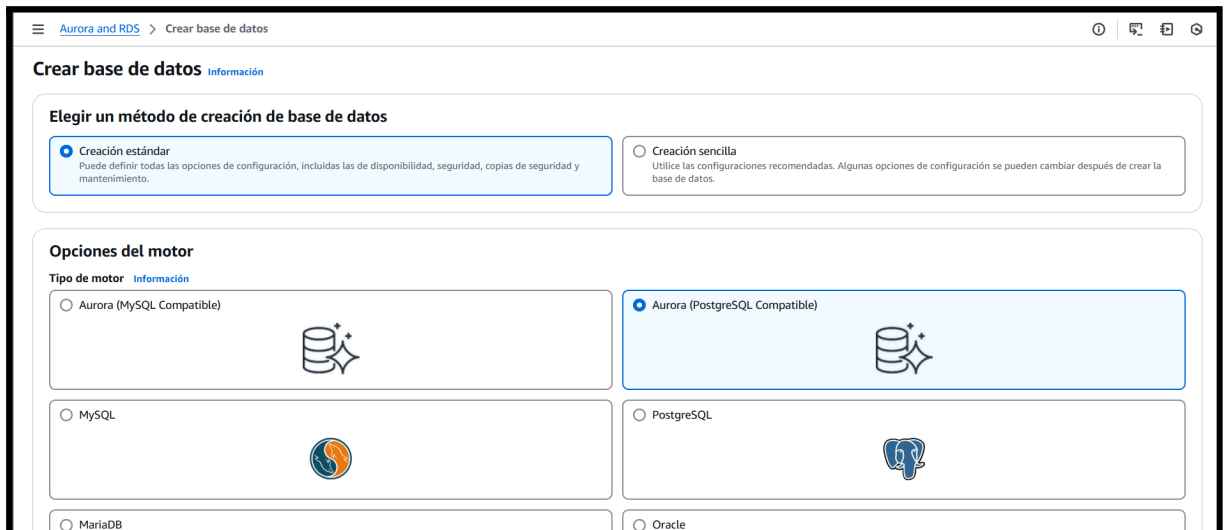 Aurora and RDS > Crear base de datos
Crear base de datos Información
Elegir un método de creación de base de datos
Creación estándar
Puede definir todas las opciones de configuración, incluidas las de disponibilidad, seguridad, copias de seguridad y
mantenimiento.
Creación sencilla
Utilice las configuraciones recomendadas. Algunas opciones de configuración se pueden cambiar después de crear la
base de datos.
Opciones del motor
Tipo de motor Información
Aurora (MySQL Compatible)
Aurora (PostgreSQL Compatible)
MySQL
PostgreSQL
MariaDB
Oracle